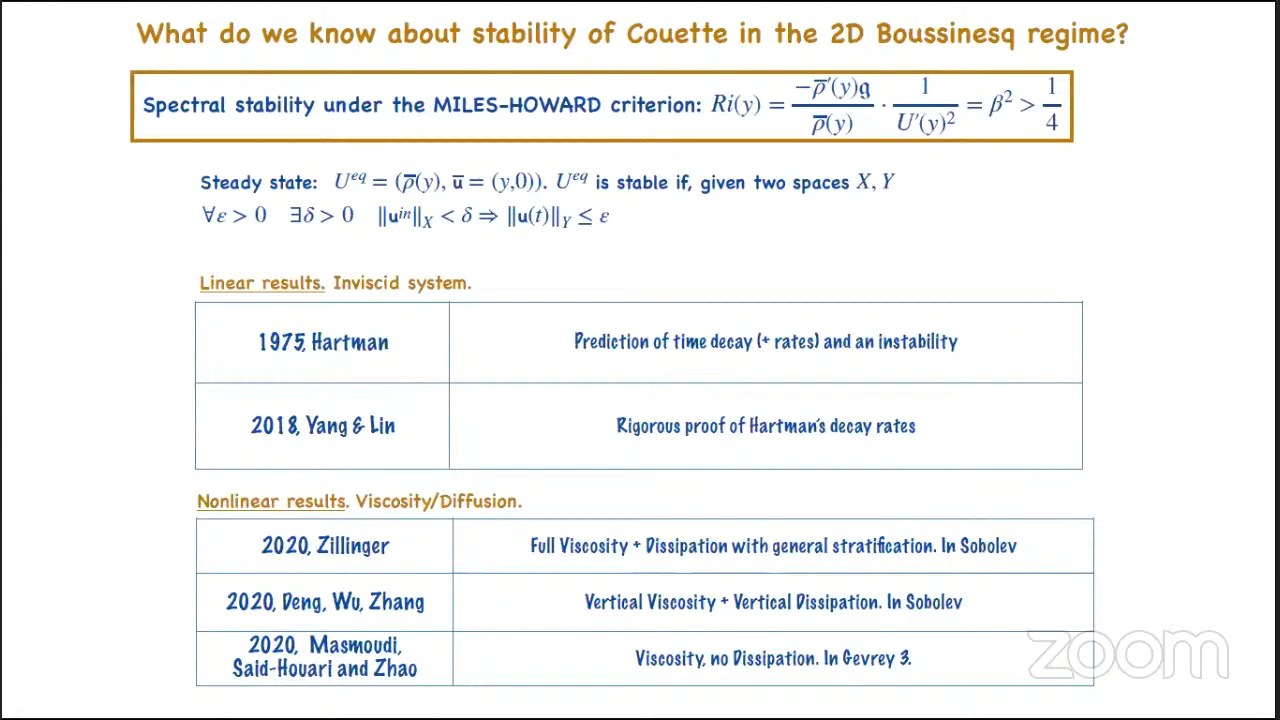 What do we know about stability of Couette in the 2D Boussinesq regime?
Spectral stability under the MILES-HOWARD criterion: Ri(y) = −ρ̅′(y)𝔤 / ρ̅(y) · 1 / U′(y)² = β² > 1/4
Steady state: U^eq = (ρ̅(y), u̅ = (y,0)). U^eq is stable if, given two spaces X, Y
∀ε > 0 ∃δ > 0 ‖u^in‖_X < δ ⇒ ‖u(t)‖_Y ≤ ε
Linear results. Inviscid system.
1975, Hartman
Prediction of time decay (+ rates) and an instability
2018, Yang & Lin
Rigorous proof of Hartman's decay rates
Nonlinear results. Viscosity/Diffusion.
2020, Zillinger
Full Viscosity + Dissipation with general stratification. In Sobolev
2020, Deng, Wu, Zhang
Vertical Viscosity + Vertical Dissipation. In Sobolev
2020, Masmoudi,
Said-Houari and Zhao
Viscosity, no Dissipation. In Gevrey 3.
zoom